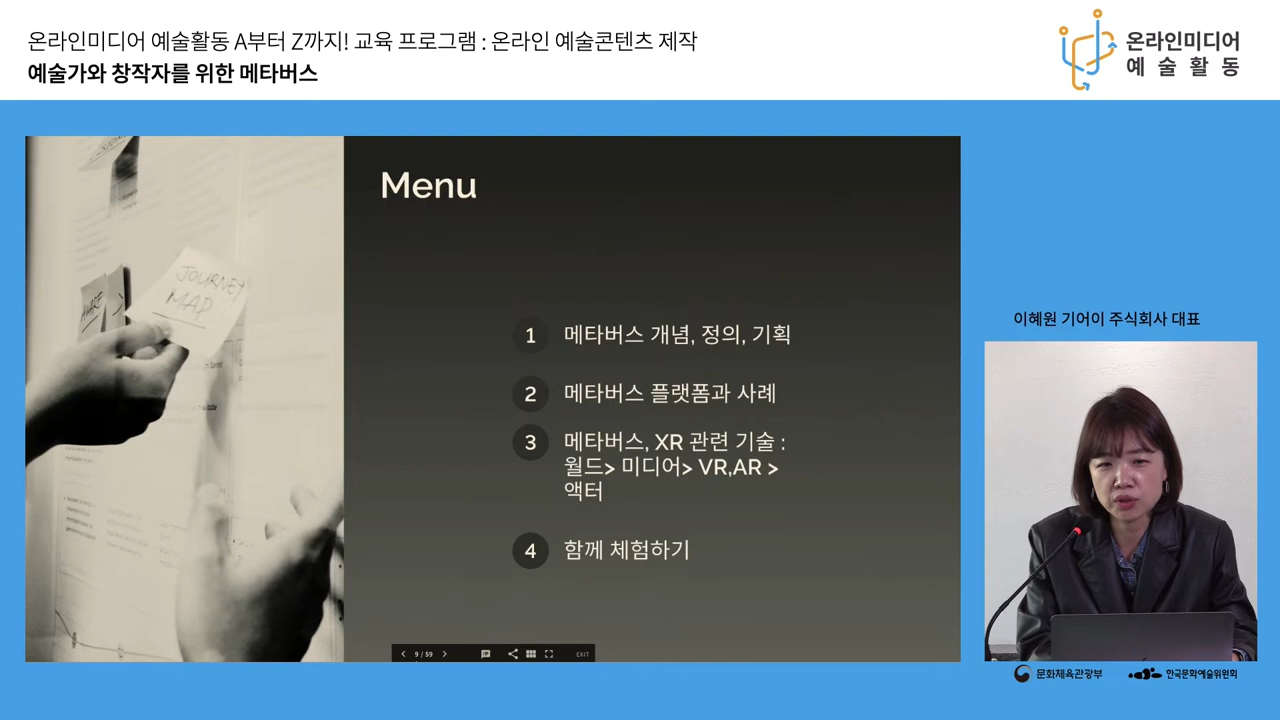 온라인미디어 예술활동 A부터 Z까지! 교육 프로그램 : 온라인 예술콘텐츠 제작
예술가와 창작자를 위한 메타버스
온라인미디어
예술활동
Menu
JOURNEY
MAP
AWARE
1 메타버스 개념, 정의, 기획
2 메타버스 플랫폼과 사례
3 메타버스, XR 관련 기술 :
월드> 미디어> VR,AR >
액터
4 함께 체험하기
9 / 59
EXIT
이혜원 기어이 주식회사 대표
문화체육관광부
한국문화예술위원회